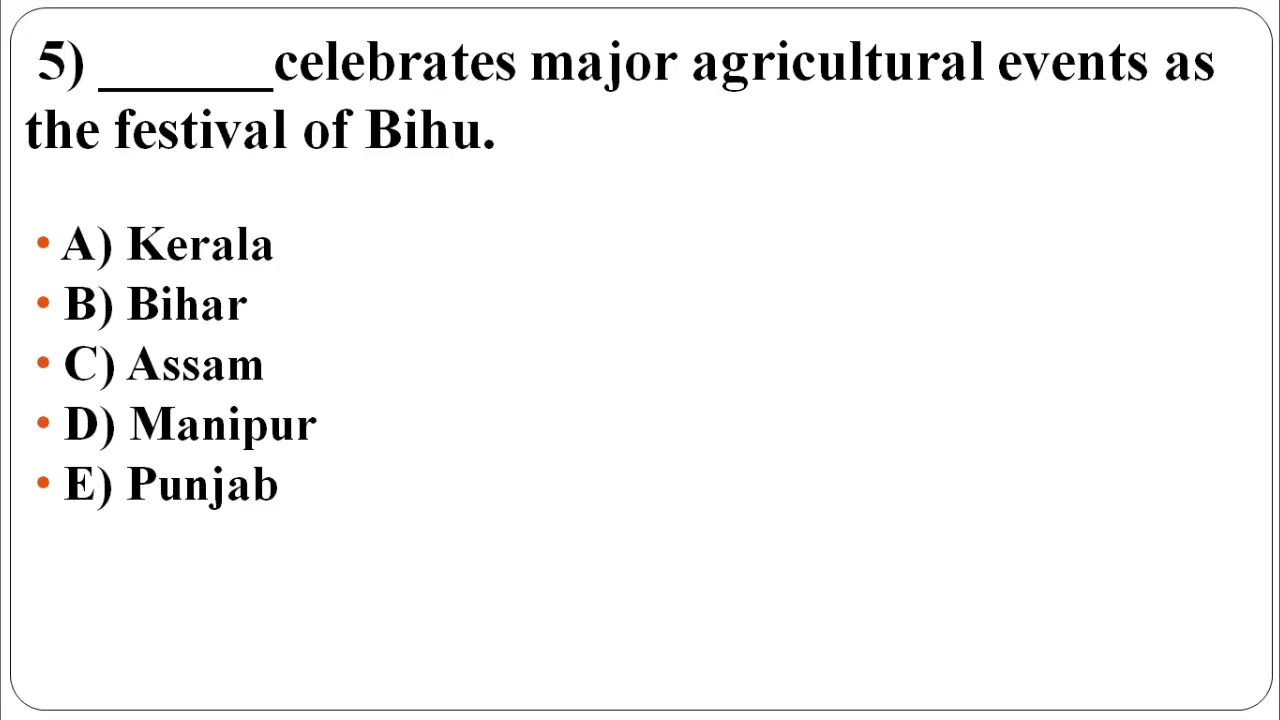 5) ______celebrates major agricultural events as
the festival of Bihu.
• A) Kerala
• B) Bihar
• C) Assam
• D) Manipur
• E) Punjab